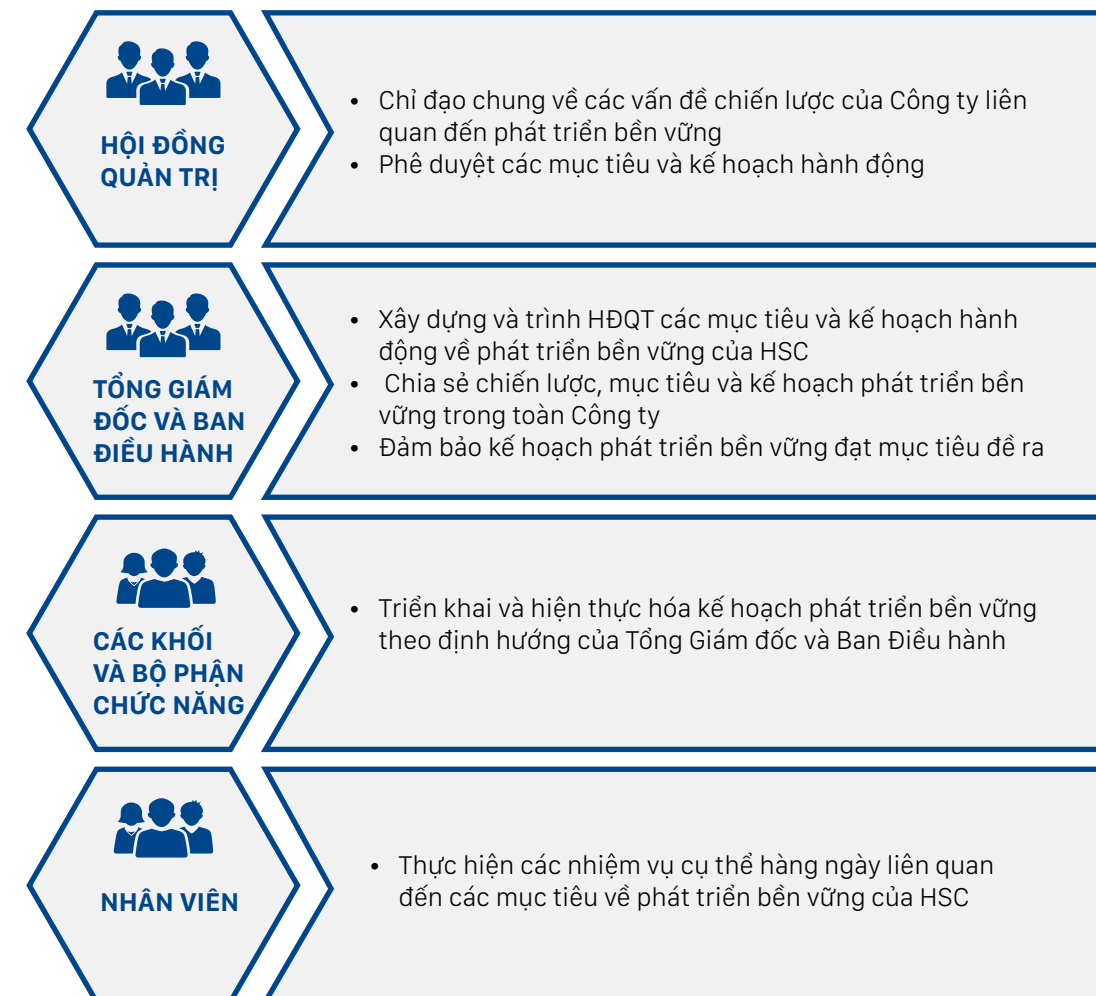 HỘI ĐỒNG
QUẢN TRỊ
• Chỉ đạo chung về các vấn đề chiến lược của Công ty liên
quan đến phát triển bền vững
• Phê duyệt các mục tiêu và kế hoạch hành động
TỔNG GIÁM
ĐỐC VÀ BAN
ĐIỀU HÀNH
• Xây dựng và trình HĐQT các mục tiêu và kế hoạch hành
động về phát triển bền vững của HSC
• Chia sẻ chiến lược, mục tiêu và kế hoạch phát triển bền
vững trong toàn Công ty
• Đảm bảo kế hoạch phát triển bền vững đạt mục tiêu đề ra
CÁC KHỐI
VÀ BỘ PHẬN
CHỨC NĂNG
• Triển khai và hiện thực hóa kế hoạch phát triển bền vững
theo định hướng của Tổng Giám đốc và Ban Điều hành
NHÂN VIÊN
• Thực hiện các nhiệm vụ cụ thể hàng ngày liên quan
đến các mục tiêu về phát triển bền vững của HSC